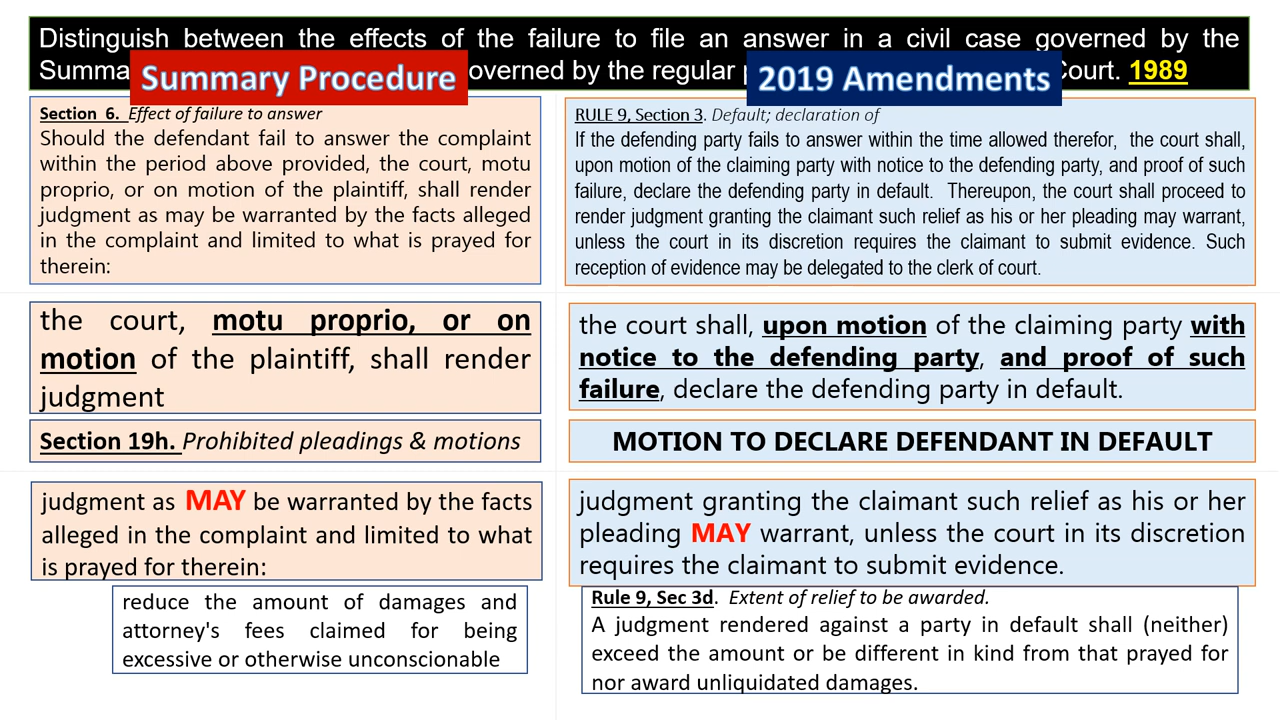 Distinguish between the effects of the failure to file an answer in a civil case governed by the
governed by the regular Court. 1989
Summary Procedure
2019 Amendments
Section 6. Effect of failure to answer
Should the defendant fail to answer the complaint
within the period above provided, the court, motu
proprio, or on motion of the plaintiff, shall render
judgment as may be warranted by the facts alleged
in the complaint and limited to what is prayed for
therein:
the court, motu proprio, or on
motion of the plaintiff, shall render
judgment
Section 19h. Prohibited pleadings & motions
judgment as MAY be warranted by the facts
alleged in the complaint and limited to what
is prayed for therein:
reduce the amount of damages and
attorney's fees claimed for being
excessive or otherwise unconscionable
RULE 9, Section 3. Default; declaration of
If the defending party fails to answer within the time allowed therefor, the court shall,
upon motion of the claiming party with notice to the defending party, and proof of such
failure, declare the defending party in default. Thereupon, the court shall proceed to
render judgment granting the claimant such relief as his or her pleading may warrant,
unless the court in its discretion requires the claimant to submit evidence. Such
reception of evidence may be delegated to the clerk of court.
the court shall, upon motion of the claiming party with
notice to the defending party, and proof of such
failure, declare the defending party in default.
MOTION TO DECLARE DEFENDANT IN DEFAULT
judgment granting the claimant such relief as his or her
pleading MAY warrant, unless the court in its discretion
requires the claimant to submit evidence.
Rule 9, Sec 3d. Extent of relief to be awarded.
A judgment rendered against a party in default shall (neither)
exceed the amount or be different in kind from that prayed for
nor award unliquidated damages.